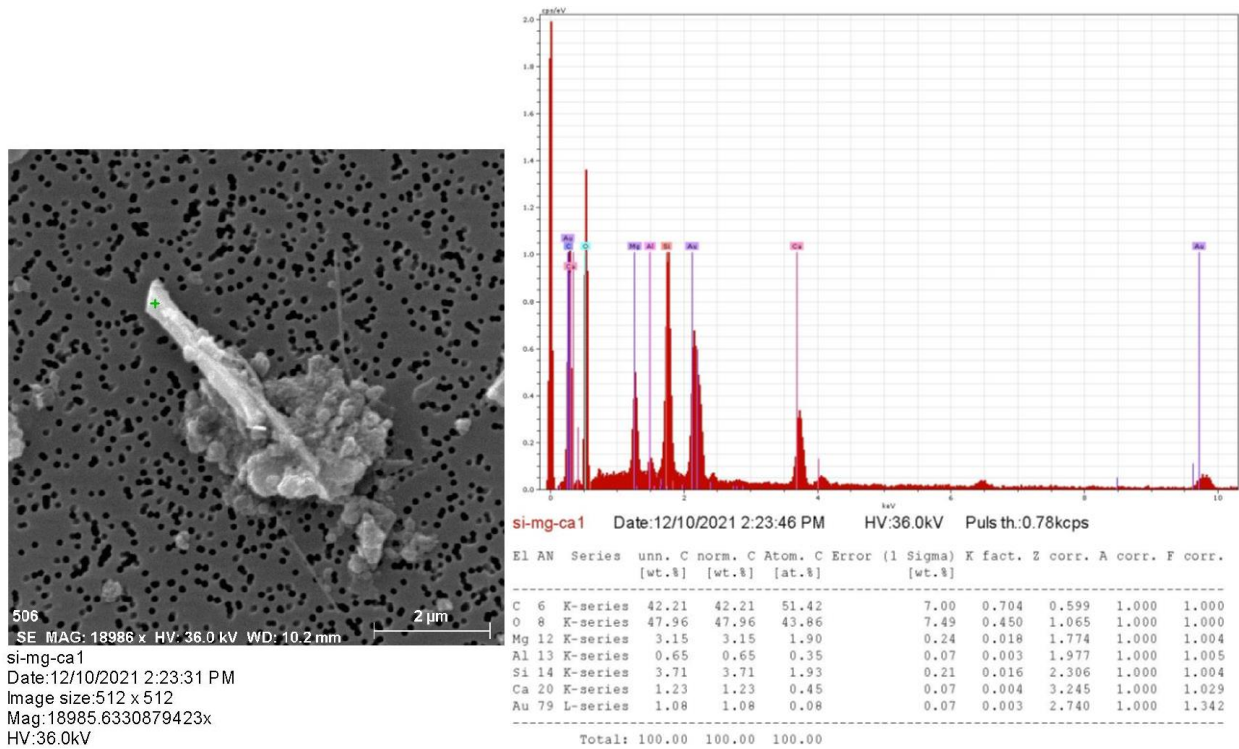 cps/eV
2.0
1.8
1.6
1.4
1.2
1.0
0.8
0.6
0.4
0.2
0.0
Au
C
Ca
O
Mg
Al
Si
Au
Ca
Au
0 2 4 6 8 10
keV
506
2 µm
SE MAG: 18986 x HV: 36.0 kV WD: 10.2 mm
si-mg-ca1
Date:12/10/2021 2:23:31 PM
Image size:512 x 512
Mag:18985.6330879423x
HV:36.0kV
si-mg-ca1 Date:12/10/2021 2:23:46 PM HV:36.0kV Puls th.:0.78kcps
El AN Series unn. C norm. C Atom. C Error (1 Sigma) K fact. Z corr. A corr. F corr.
[wt.%] [wt.%] [at.%] [wt.%]
C 6 K-series 42.21 42.21 51.42 7.00 0.704 0.599 1.000 1.000
O 8 K-series 47.96 47.96 43.86 7.49 0.450 1.065 1.000 1.000
Mg 12 K-series 3.15 3.15 1.90 0.24 0.018 1.774 1.000 1.004
Al 13 K-series 0.65 0.65 0.35 0.07 0.003 1.977 1.000 1.005
Si 14 K-series 3.71 3.71 1.93 0.21 0.016 2.306 1.000 1.004
Ca 20 K-series 1.23 1.23 0.45 0.07 0.004 3.245 1.000 1.029
Au 79 L-series 1.08 1.08 0.08 0.07 0.003 2.740 1.000 1.342
Total: 100.00 100.00 100.00